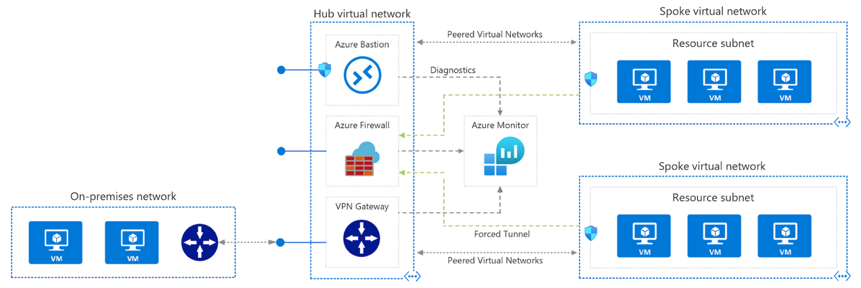 Hub virtual network
Spoke virtual network
Azure Bastion
Peered Virtual Networks
Resource subnet
Diagnostics
VM
VM
VM
Azure Firewall
Azure Monitor
Spoke virtual network
On-premises network
VPN Gateway
Resource subnet
VM
VM
VM
VM
VM
Forced Tunnel
Peered Virtual Networks